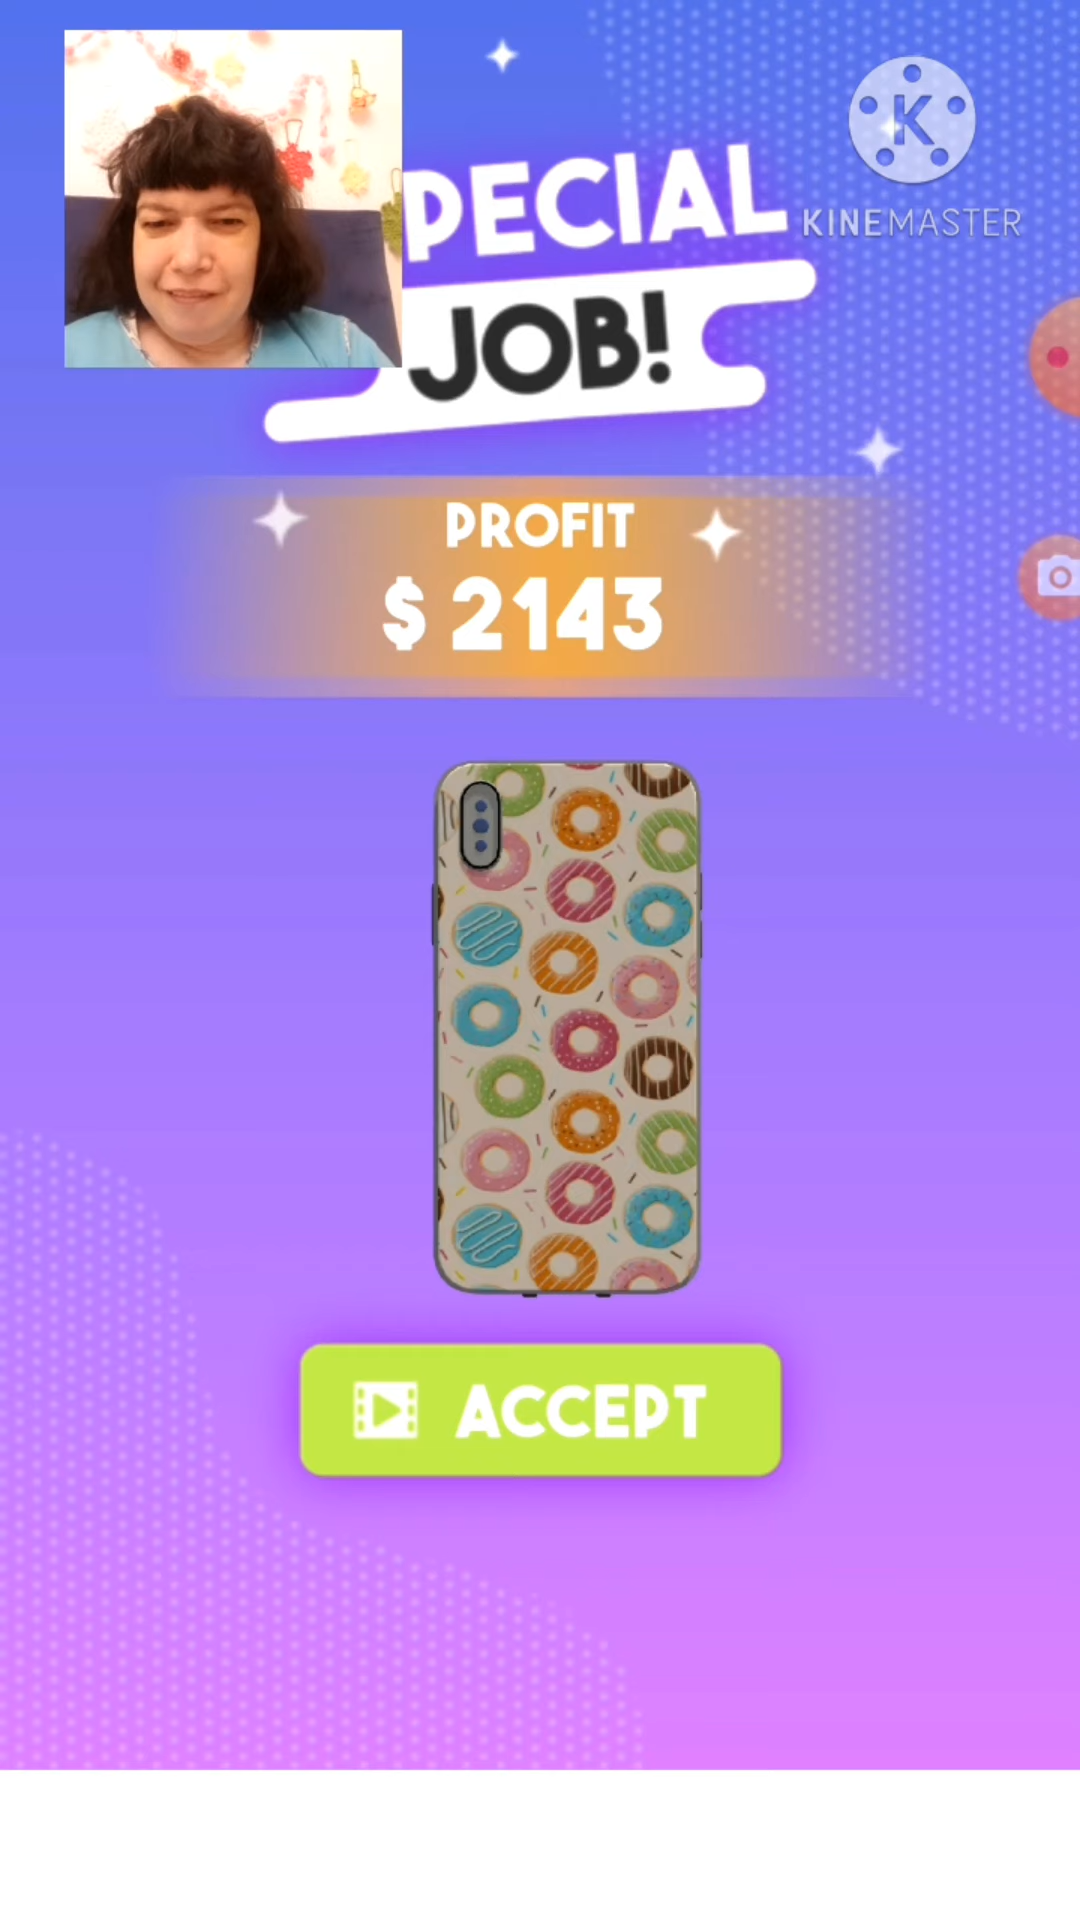 PECIAL
JOB!
K
KINEMASTER
PROFIT
$ 2143
ACCEPT